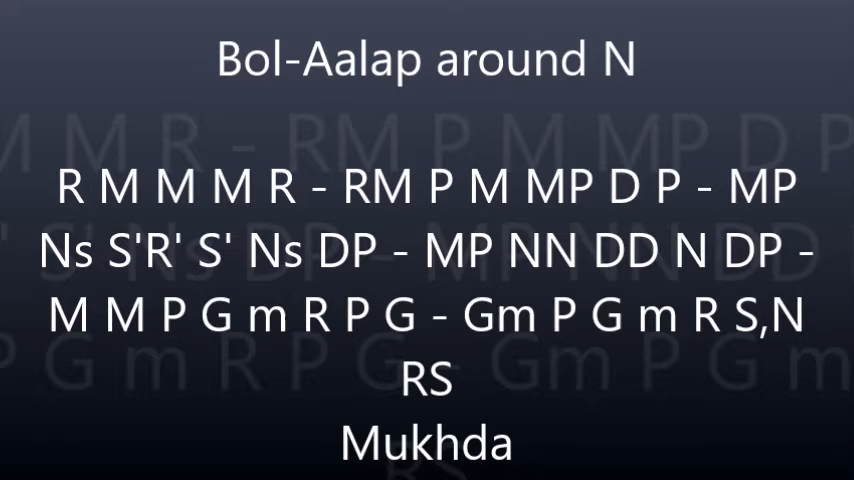 Bol-Aalap around N
R M M M R - RM P M MP D P - MP
Ns S'R' S' Ns DP - MP NN DD N DP -
M M P G m R P G - Gm P G m R S,N
RS
Mukhda